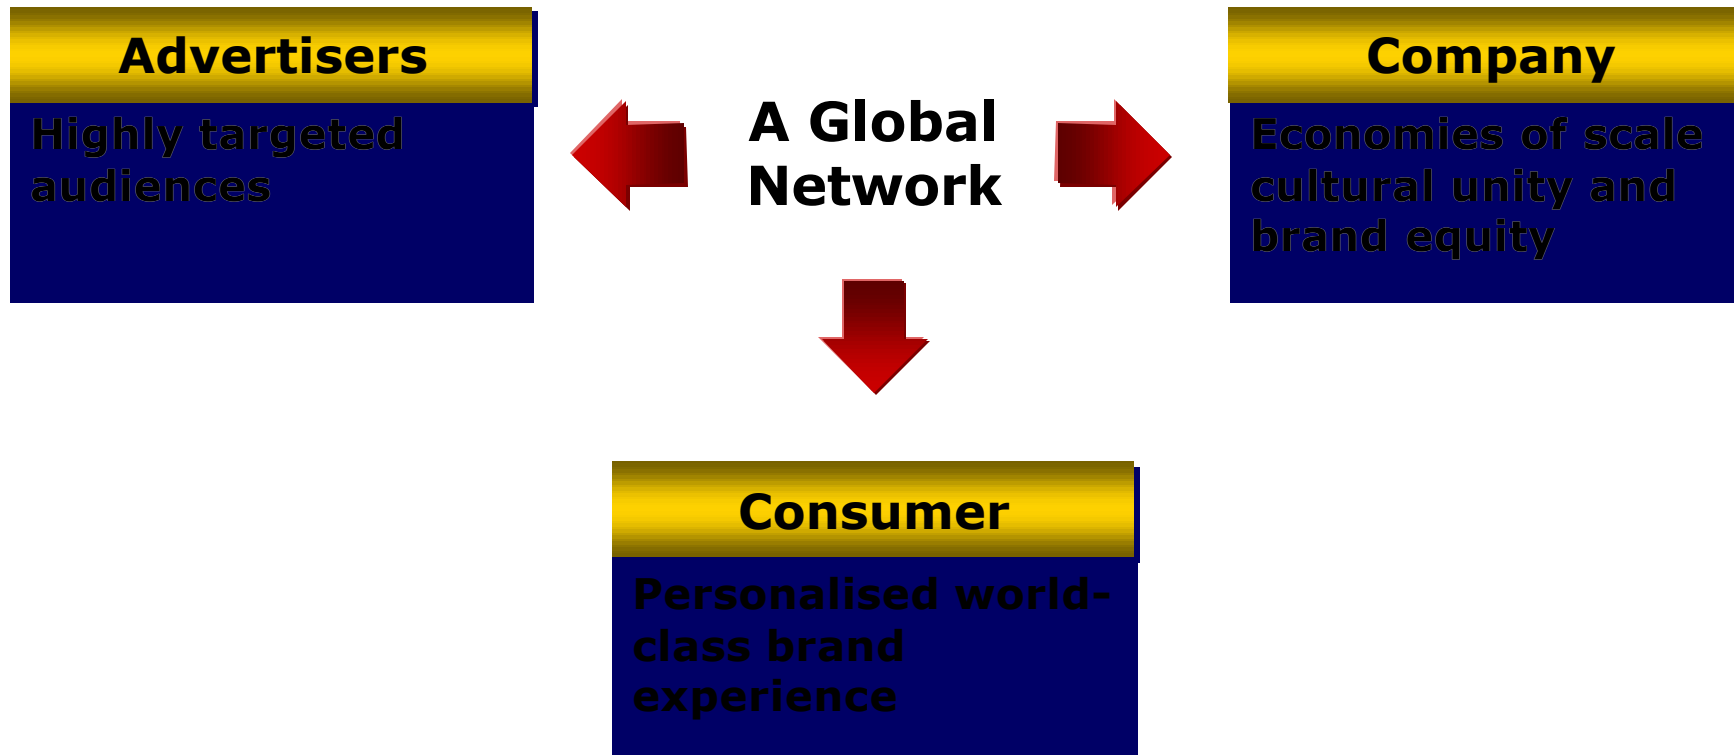 Advertisers
Highly targeted
audiences
A Global
Network
Company
Economies of scale
cultural unity and
brand equity
Consumer
Personalised world-
class brand
experience